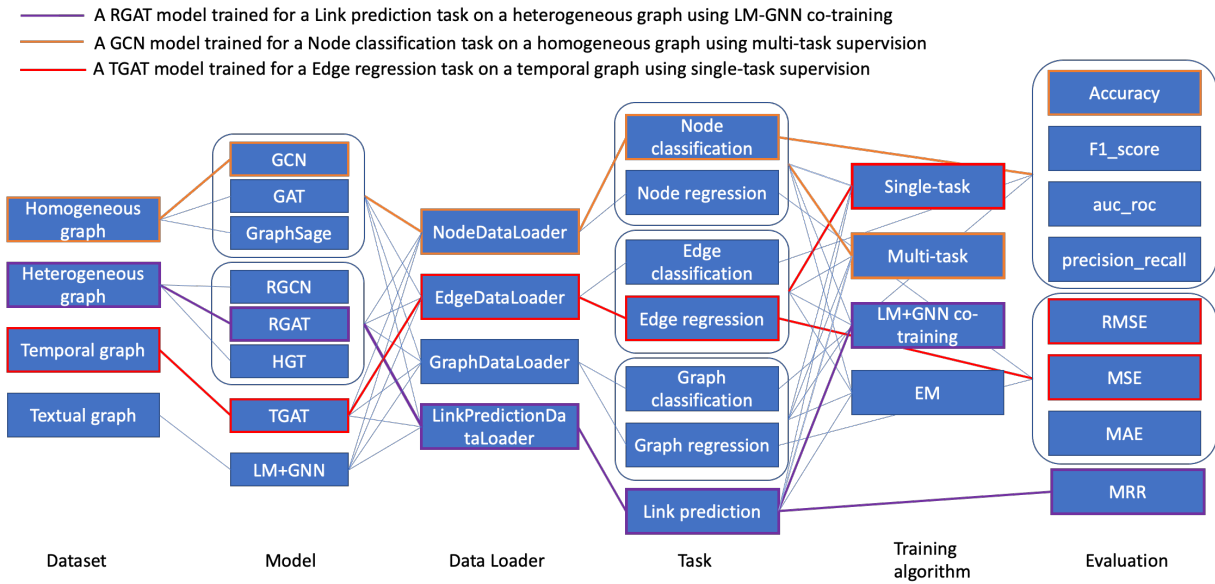 A RGAT model trained for a Link prediction task on a heterogeneous graph using LM-GNN co-training
A GCN model trained for a Node classification task on a homogeneous graph using multi-task supervision
A TGAT model trained for a Edge regression task on a temporal graph using single-task supervision
Homogeneous
graph
Heterogeneous
graph
Temporal graph
Textual graph
Dataset
GCN
GAT
GraphSage
RGCN
RGAT
HGT
TGAT
LM+GNN
Model
NodeDataLoader
EdgeDataLoader
GraphDataLoader
LinkPredictionDa
taLoader
Data Loader
Node
classification
Node regression
Edge
classification
Edge regression
Graph
classification
Graph regression
Link prediction
Task
Single-task
Multi-task
LM+GNN co-
training
EM
Training
algorithm
Accuracy
F1_score
auc_roc
precision_recall
RMSE
MSE
MAE
MRR
Evaluation